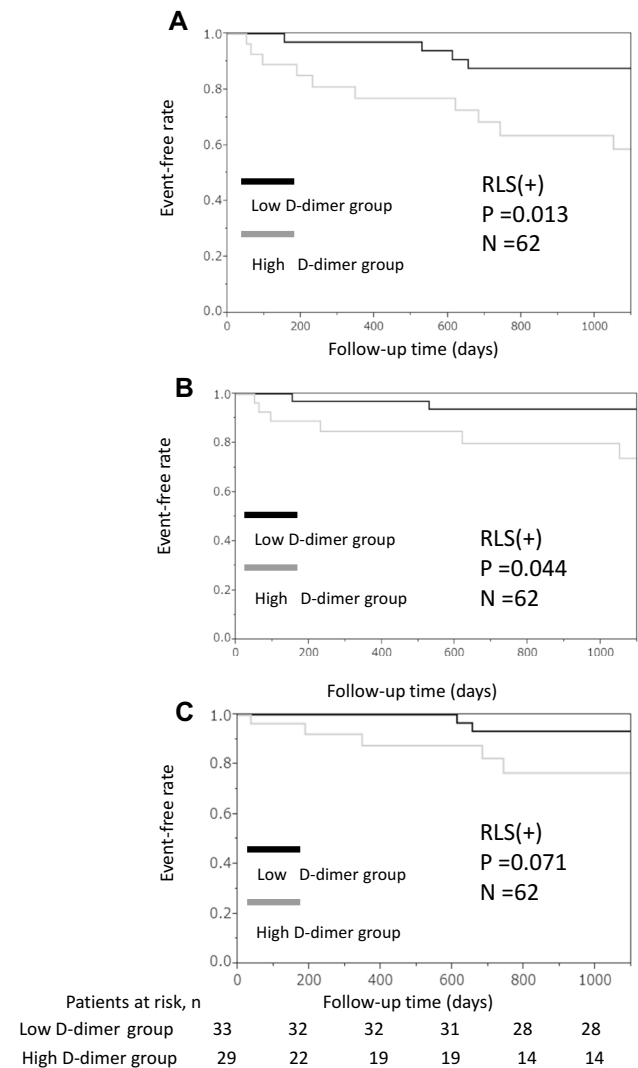 A
Event-free rate
1.0
0.8
0.6
0.4
0.2
0.0
Low D-dimer group
High D-dimer group
RLS(+)
P =0.013
N =62
0 200 400 600 800 1000
Follow-up time (days)
B
Event-free rate
1.0
0.8
0.6
0.4
0.2
0.0
Low D-dimer group
High D-dimer group
RLS(+)
P =0.044
N =62
0 200 400 600 800 1000
Follow-up time (days)
C
Event-free rate
1.0
0.8
0.6
0.4
0.2
0.0
Low D-dimer group
High D-dimer group
RLS(+)
P =0.071
N =62
0 200 400 600 800 1000
Patients at risk, n Follow-up time (days)
Low D-dimer group 33 32 32 31 28 28
High D-dimer group 29 22 19 19 14 14